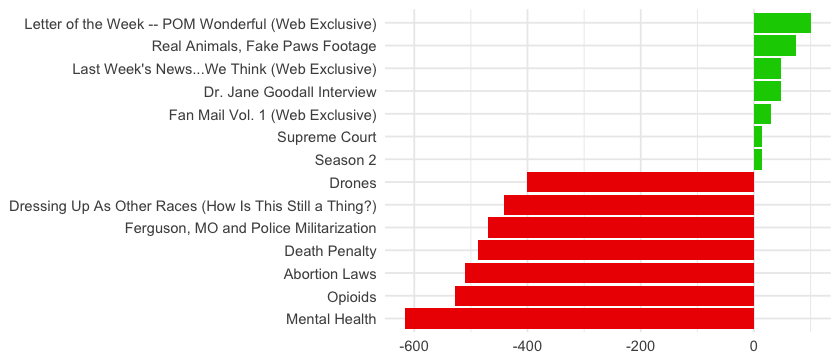 Letter of the Week -- POM Wonderful (Web Exclusive)
Real Animals, Fake Paws Footage
Last Week's News...We Think (Web Exclusive)
Dr. Jane Goodall Interview
Fan Mail Vol. 1 (Web Exclusive)
Supreme Court
Season 2
Drones
Dressing Up As Other Races (How Is This Still a Thing?)
Ferguson, MO and Police Militarization
Death Penalty
Abortion Laws
Opioids
Mental Health
-600 -400 -200 0